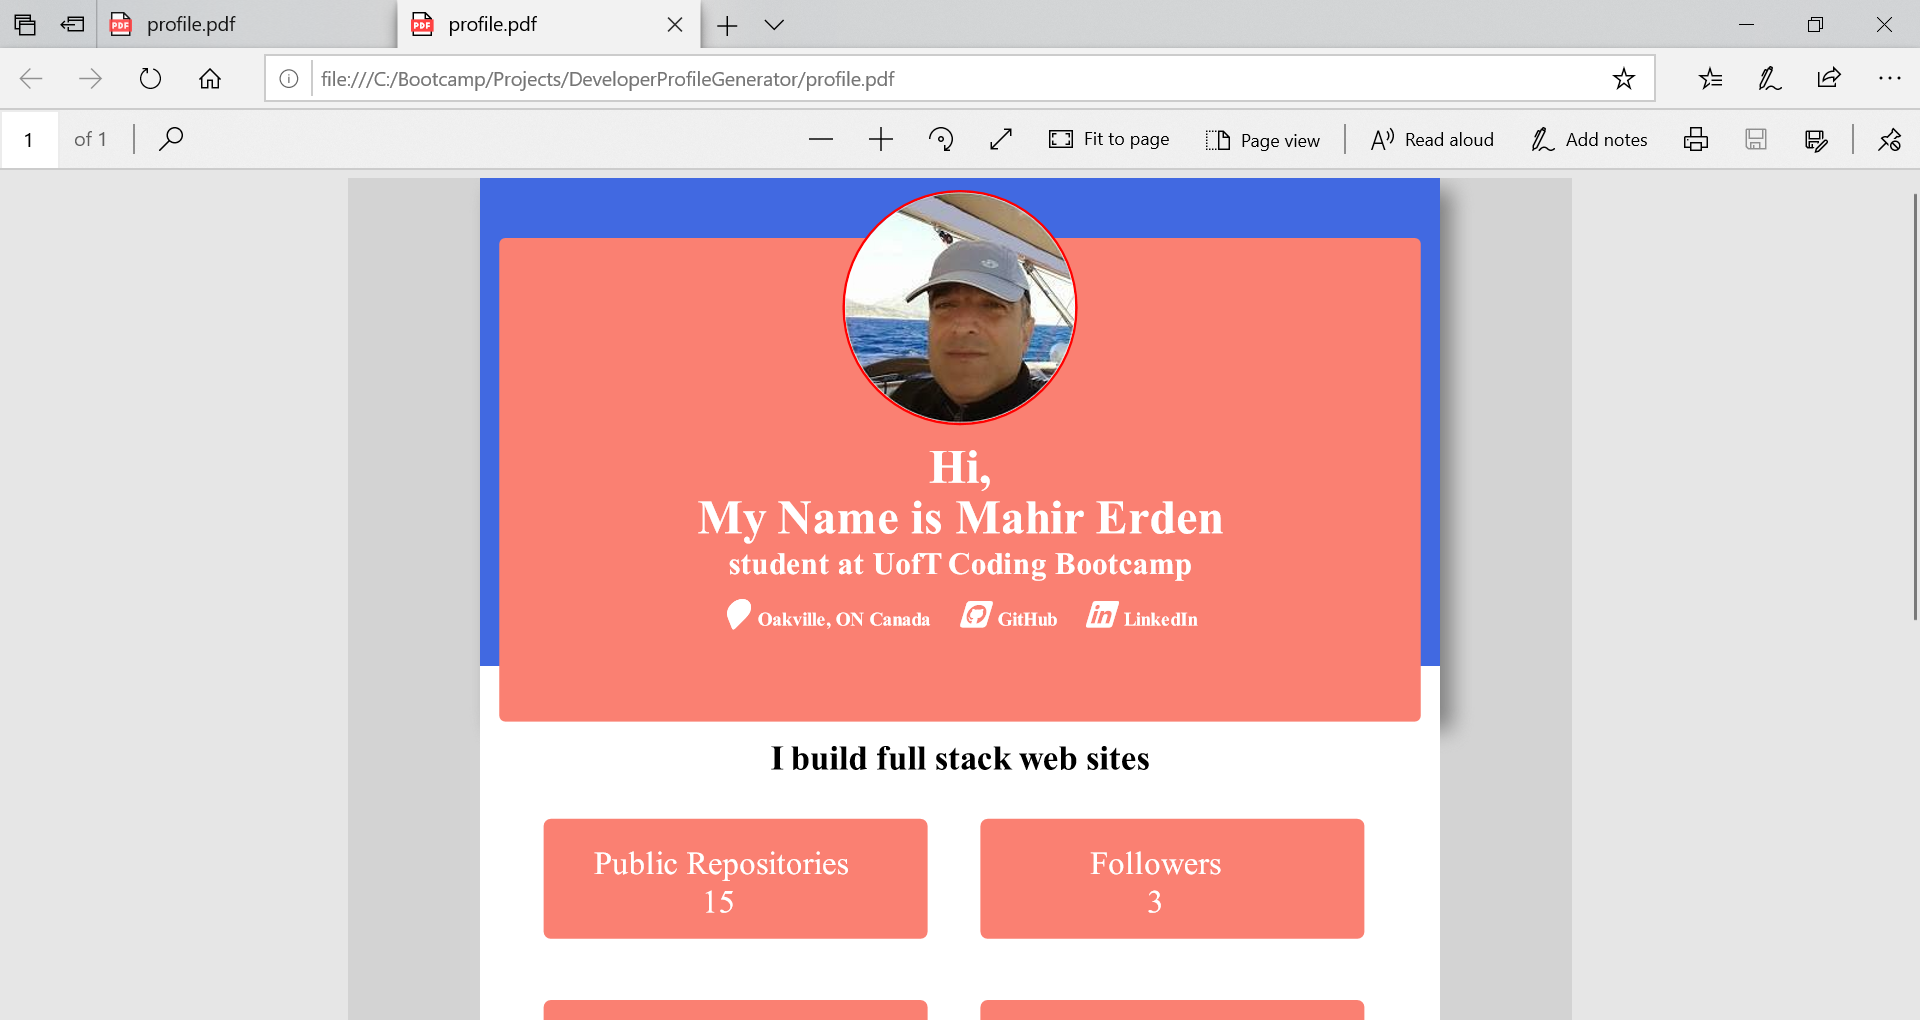 profile.pdf
profile.pdf
file:///C:/Bootcamp/Projects/DeveloperProfileGenerator/profile.pdf
1 of 1
Fit to page
Page view
Read aloud
Add notes
Hi,
My Name is Mahir Erden
student at UofT Coding Bootcamp
Oakville, ON Canada GitHub LinkedIn
I build full stack web sites
Public Repositories
15
Followers
3